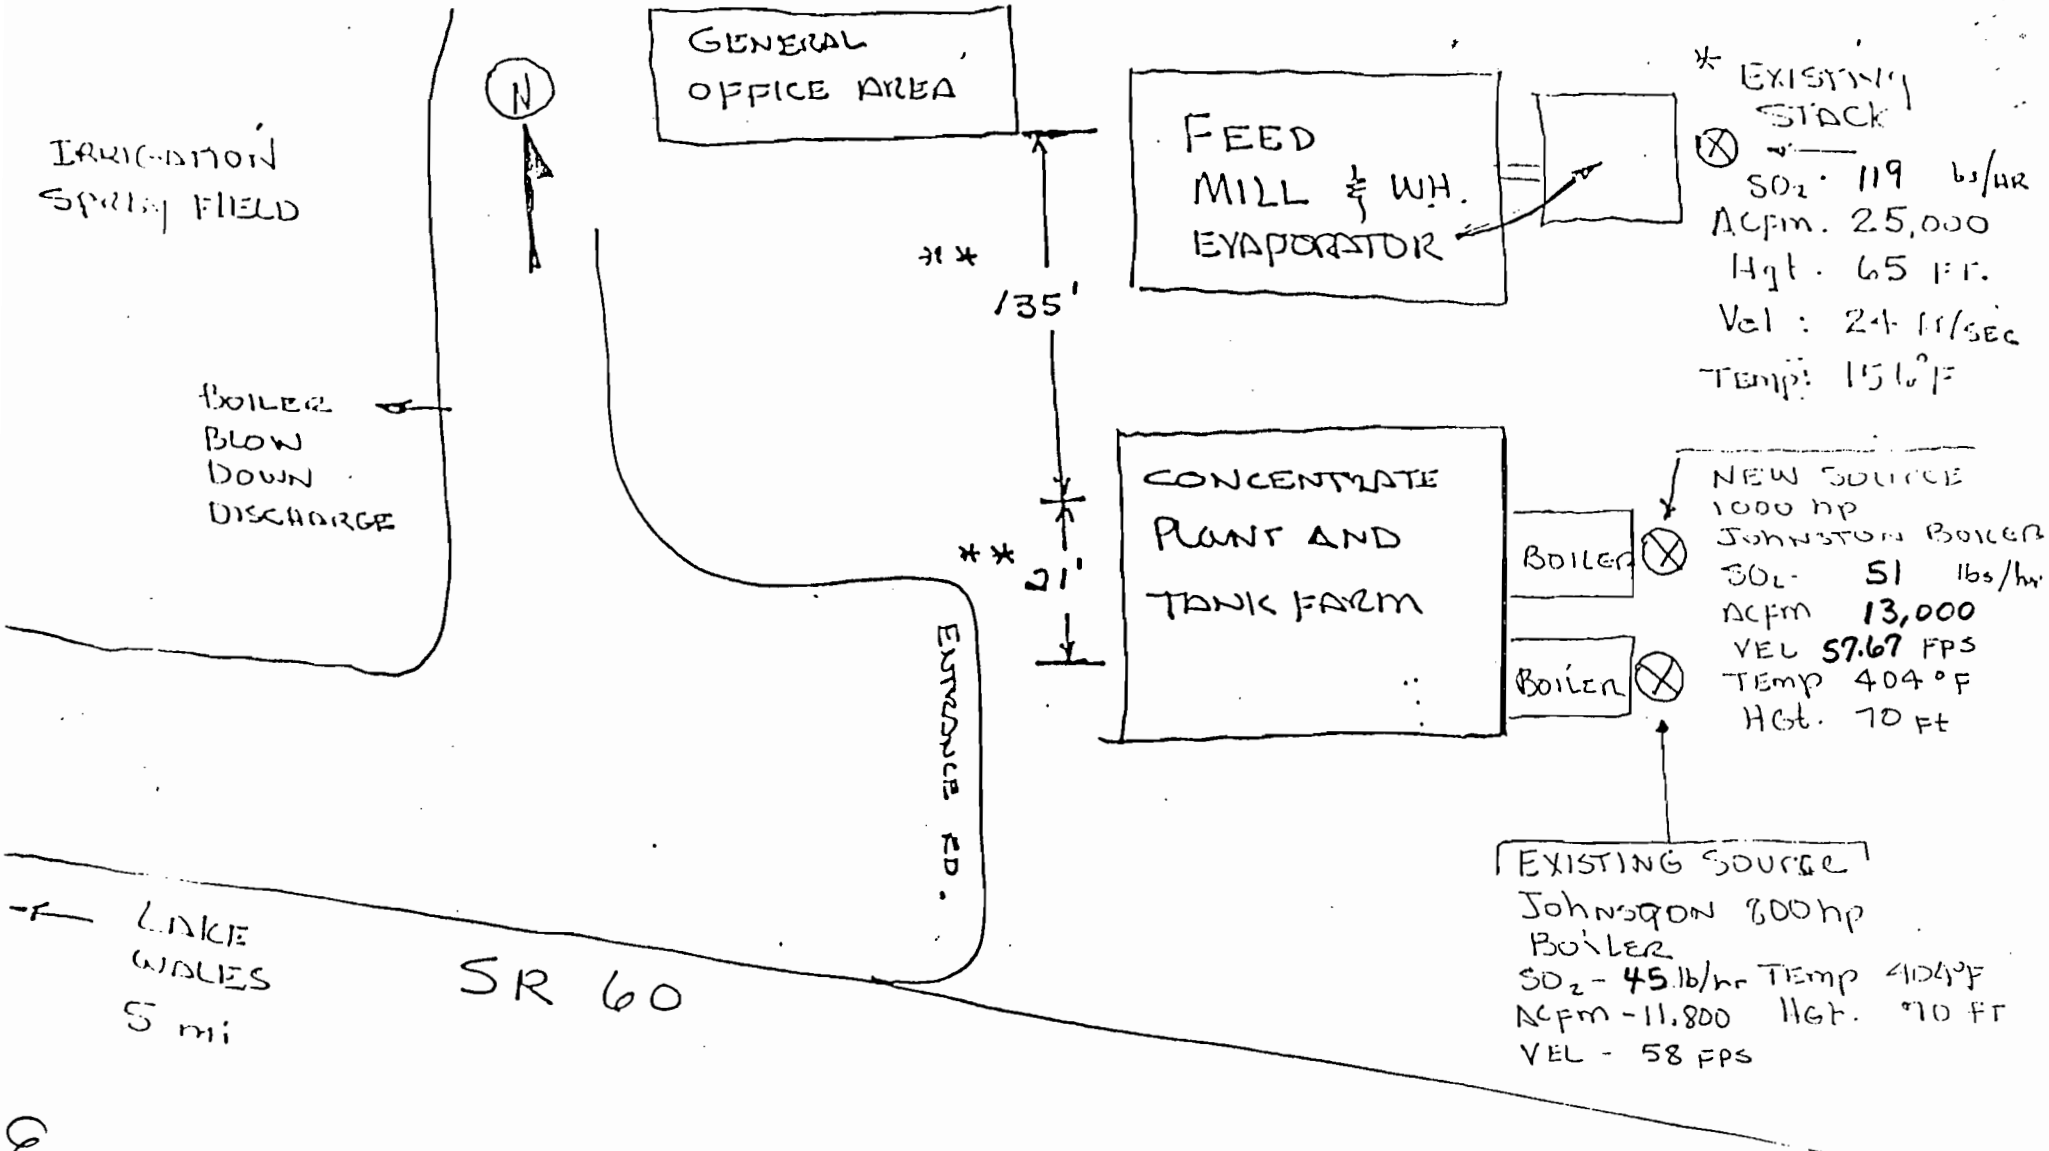 GENERAL
OFFICE AREA
N
IRRIGATION
SPRAY FIELD
FEED
MILL & WH.
EVAPORATOR
* EXISTING
STACK
SO2 · 119 lbs/HR
ACFM. 25,000
Hgt. 65 FT.
Vel : 24 FT/SEC
TEMP:
**
135'
BOILER
BLOW
DOWN
DISCHARGE
CONCENTRATE
PLANT AND
TANK FARM
**
21'
BOILER
BOILER
NEW SOURCE
1000 hp
JOHNSTON BOILER
SO2- 51 lbs/hr
ACFM 13,000
VEL 57.67 FPS
TEMP 404°F
HGt. 70 Ft
ENTRANCE RD.
EXISTING SOURCE
JOHNSQON 800hp
BOILER
SO2 - 45 lb/hr TEMP 404°F
ACFM - 11,800 HGt. 70 FT
VEL - 58 FPS
LAKE
WALES
5 mi
SR 60
6